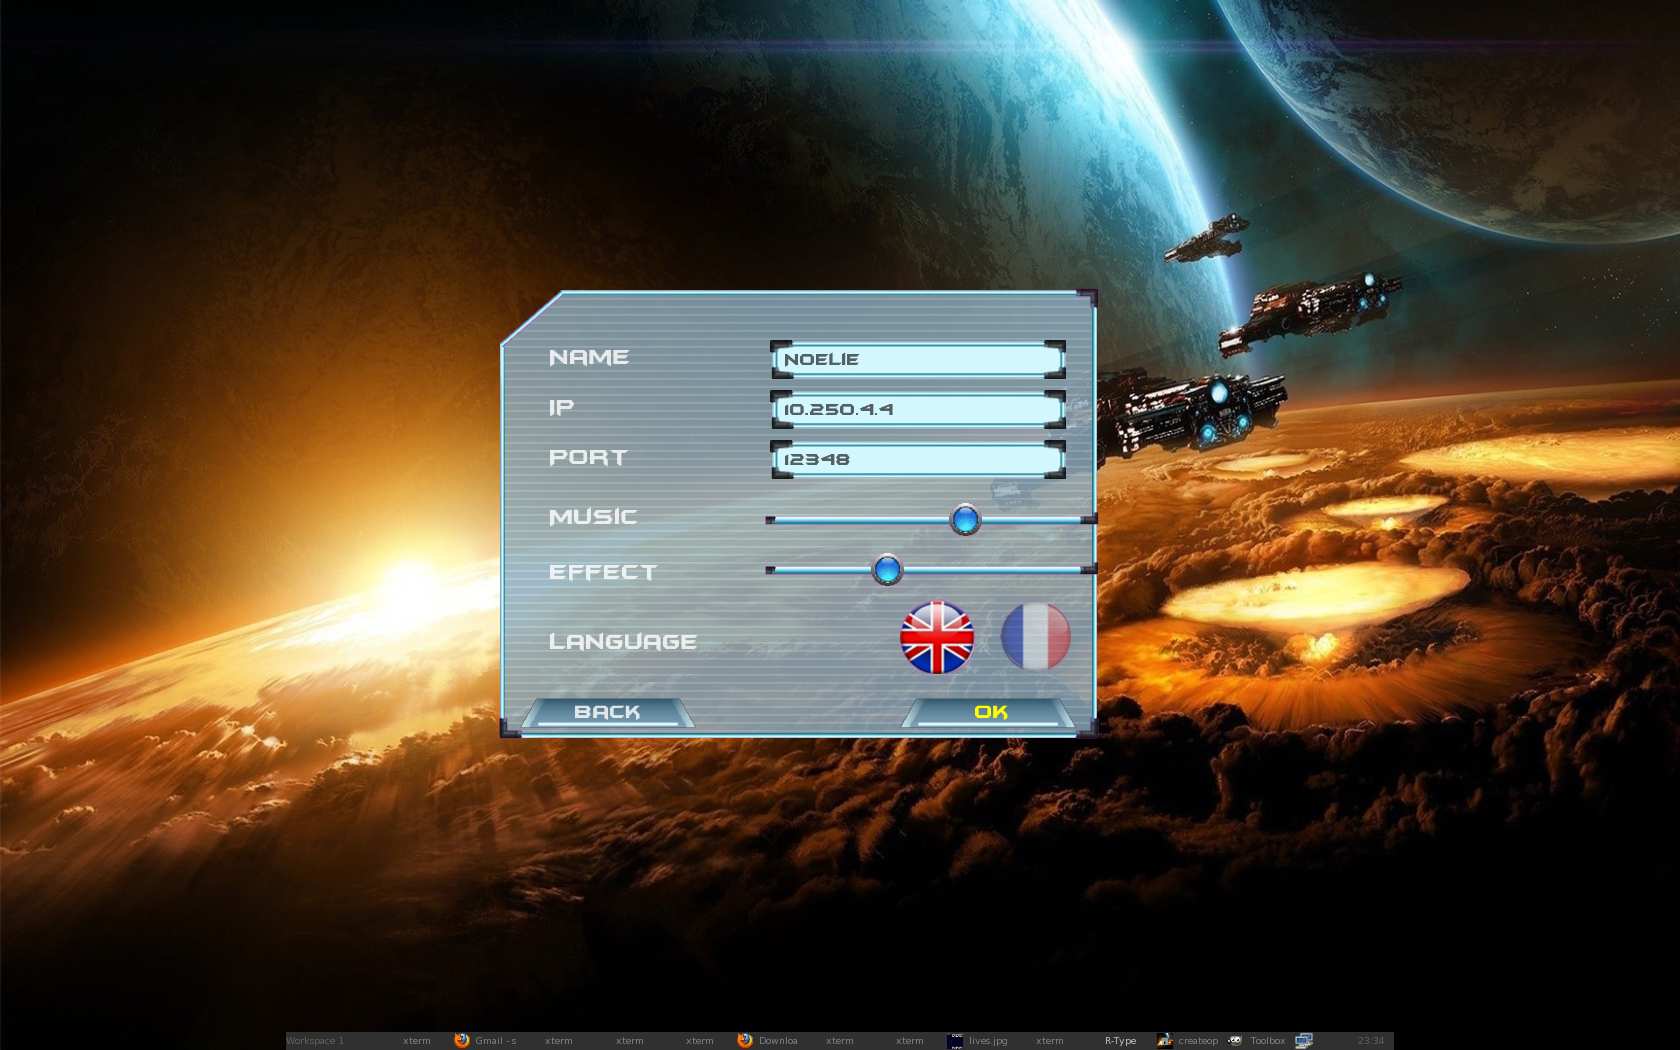 NAME NOELIE
IP 10.250.4.4
PORT 12348
MUSIC
EFFECT
LANGUAGE
BACK OK
Workspace 1 xterm Gmail - s xterm xterm xterm Downloa xterm xterm lives.jpg xterm R-Type createop Toolbox 23:34